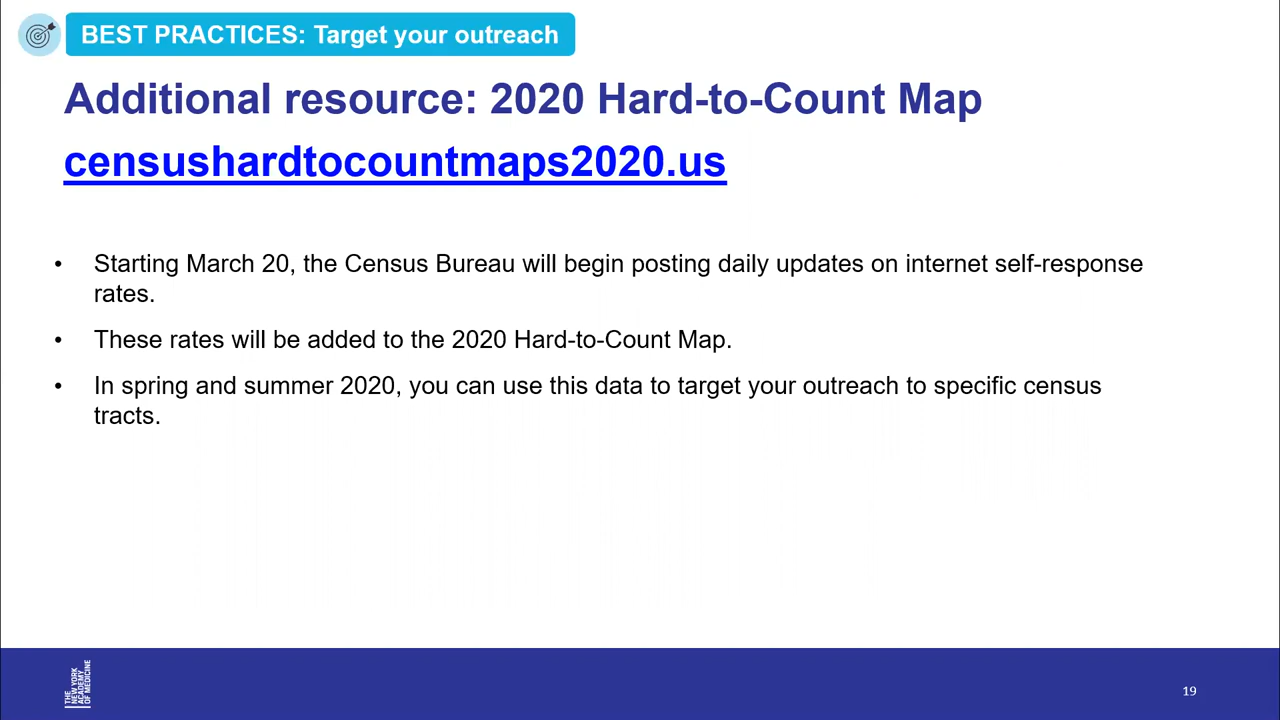 BEST PRACTICES: Target your outreach
Additional resource: 2020 Hard-to-Count Map
censushardtocountmaps2020.us
• Starting March 20, the Census Bureau will begin posting daily updates on internet self-response
rates.
• These rates will be added to the 2020 Hard-to-Count Map.
• In spring and summer 2020, you can use this data to target your outreach to specific census
tracts.
THE
NEW YORK
ACADEMY
OF MEDICINE
19